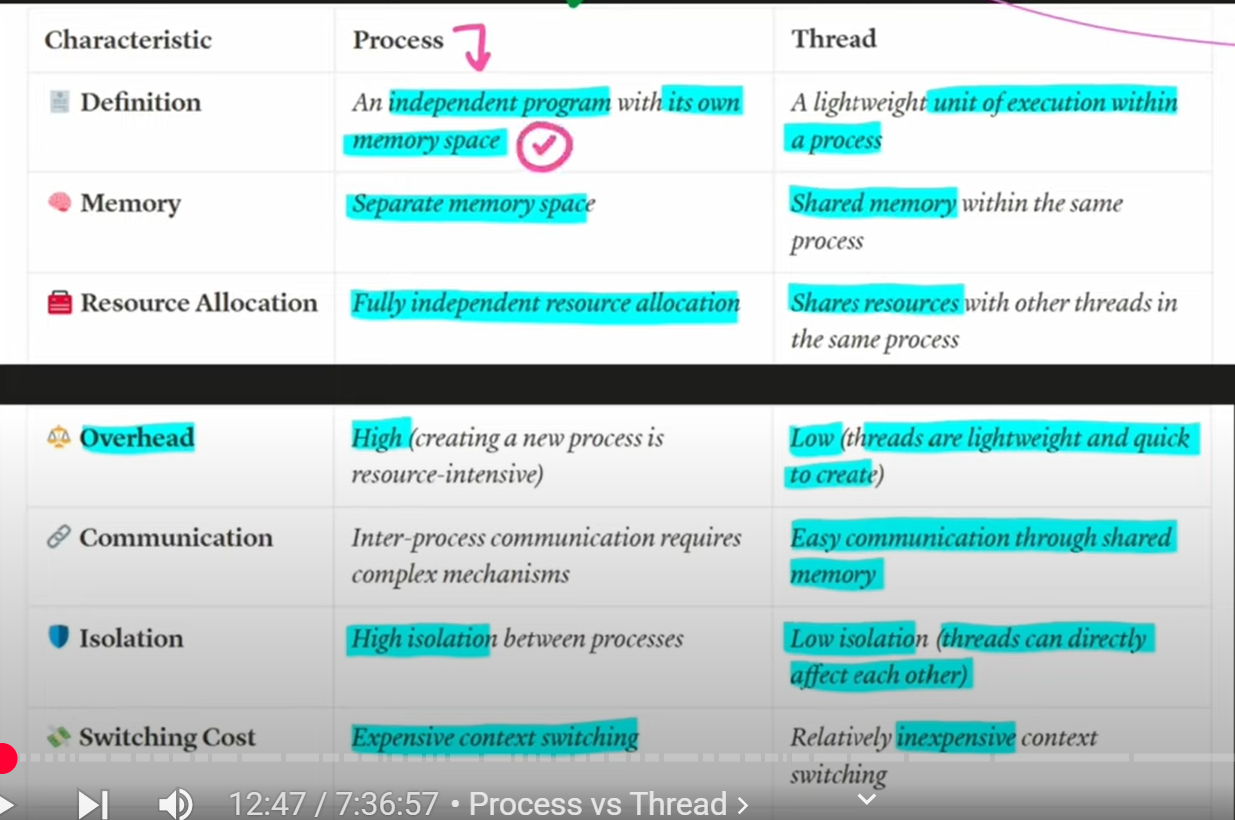 Characteristic Process Thread
Definition An independent program with its own A lightweight unit of execution within
memory space a process
Memory Separate memory space Shared memory within the same
process
Resource Allocation Fully independent resource allocation Shares resources with other threads in
the same process
Overhead High (creating a new process is Low (threads are lightweight and quick
resource-intensive) to create)
Communication Inter-process communication requires Easy communication through shared
complex mechanisms memory
Isolation High isolation between processes Low isolation (threads can directly
affect each other)
Switching Cost Expensive context switching Relatively inexpensive context
switching
12:47 / 7:36:57 • Process vs Thread